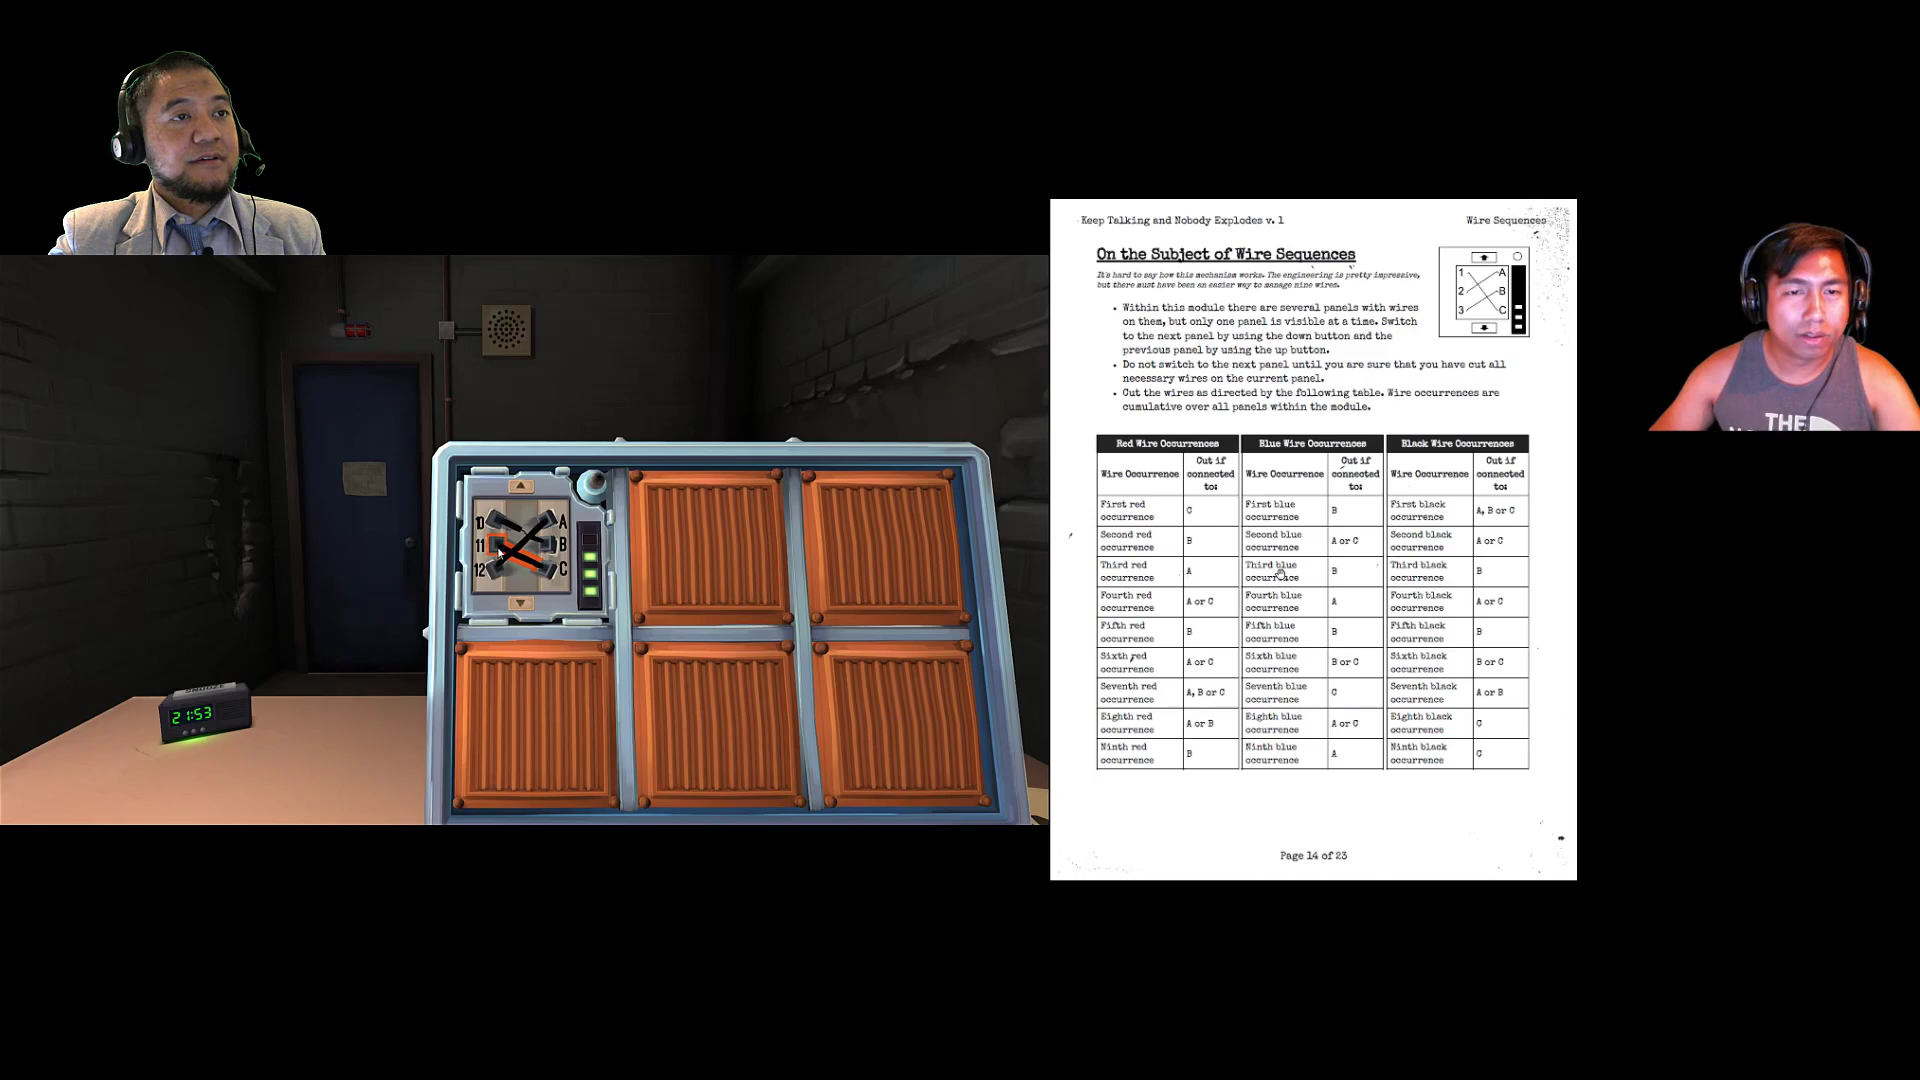 Keep Talking and Nobody Explodes v. 1
Wire Sequences
On the Subject of Wire Sequences
It's hard to say how this mechanism works. The engineering is pretty impressive,
but there must have been an easier way to manage nine wires.
Within this module there are several panels with wires
on them, but only one panel is visible at a time. Switch
to the next panel by using the down button and the
previous panel by using the up button.
Do not switch to the next panel until you are sure that you have cut all
necessary wires on the current panel.
Cut the wires as directed by the following table. Wire occurrences are
cumulative over all panels within the module.
1 A
2 B
3 C
Red Wire Occurrences Blue Wire Occurrences Black Wire Occurrences
Wire Occurrence Cut if connected to: Wire Occurrence Cut if connected to: Wire Occurrence Cut if connected to:
First red occurrence C First blue occurrence B First black occurrence A, B or C
Second red occurrence B Second blue occurrence A or C Second black occurrence A or C
Third red occurrence A Third blue occurrence B Third black occurrence B
Fourth red occurrence A or C Fourth blue occurrence A Fourth black occurrence A or C
Fifth red occurrence B Fifth blue occurrence B Fifth black occurrence B
Sixth red occurrence A or C Sixth blue occurrence B or C Sixth black occurrence B or C
Seventh red occurrence A, B or C Seventh blue occurrence C Seventh black occurrence A or B
Eighth red occurrence A or B Eighth blue occurrence A or C Eighth black occurrence C
Ninth red occurrence B Ninth blue occurrence A Ninth black occurrence C
Page 14 of 23
10 A
11 B
12 C
SNOOZE
21:53
THE